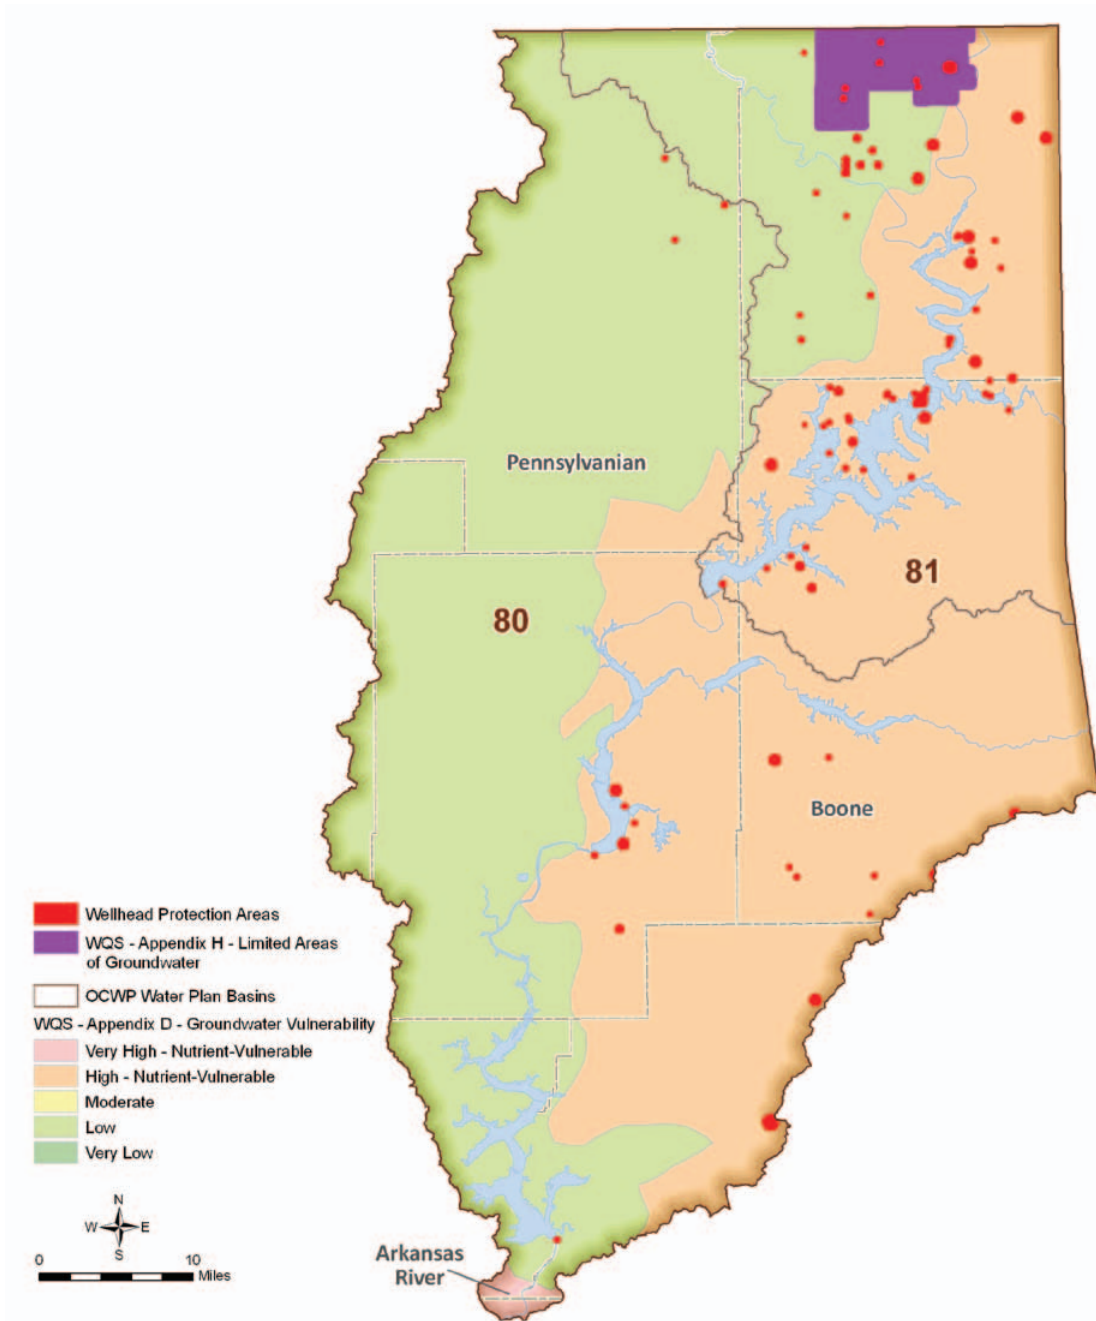 Pennsylvanian
81
80
Boone
Wellhead Protection Areas
WQS - Appendix H - Limited Areas
of Groundwater
OCWP Water Plan Basins
WQS - Appendix D - Groundwater Vulnerability
Very High - Nutrient-Vulnerable
High - Nutrient-Vulnerable
Moderate
Low
Very Low
N
W E
S
0 10
Miles
Arkansas
River